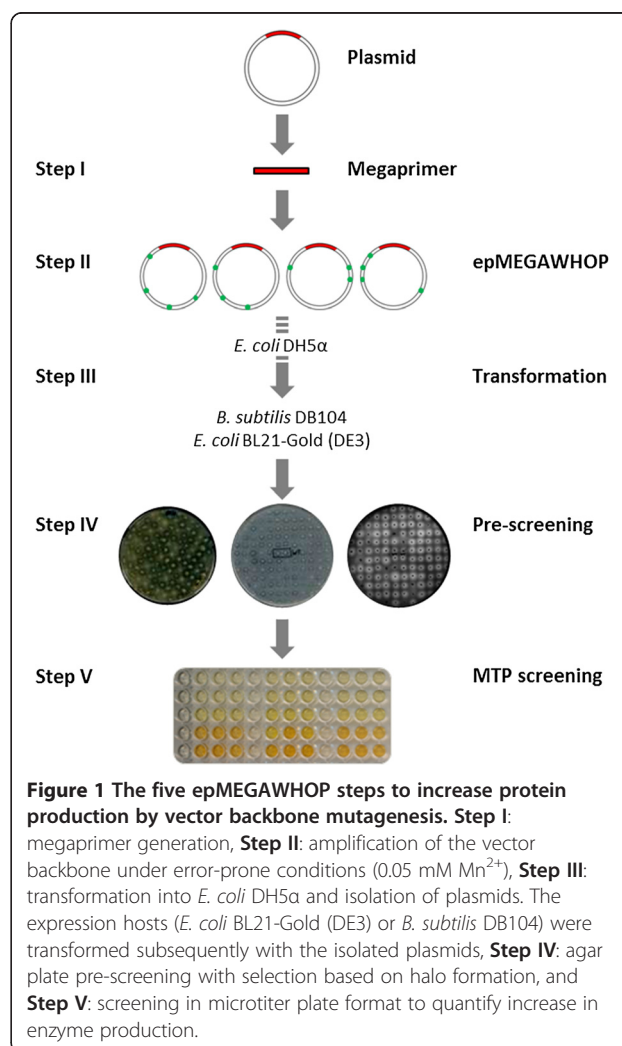 Plasmid
Step I
Megaprimer
Step II
epMEGAWHOP
E. coli DH5α
Step III
Transformation
B. subtilis DB104
E. coli BL21-Gold (DE3)
Step IV
Pre-screening
Step V
MTP screening
Figure 1 The five epMEGAWHOP steps to increase protein
production by vector backbone mutagenesis. Step I:
megaprimer generation, Step II: amplification of the vector
backbone under error-prone conditions (0.05 mM Mn²⁺), Step III:
transformation into E. coli DH5α and isolation of plasmids. The
expression hosts (E. coli BL21-Gold (DE3) or B. subtilis DB104) were
transformed subsequently with the isolated plasmids, Step IV: agar
plate pre-screening with selection based on halo formation, and
Step V: screening in microtiter plate format to quantify increase in
enzyme production.